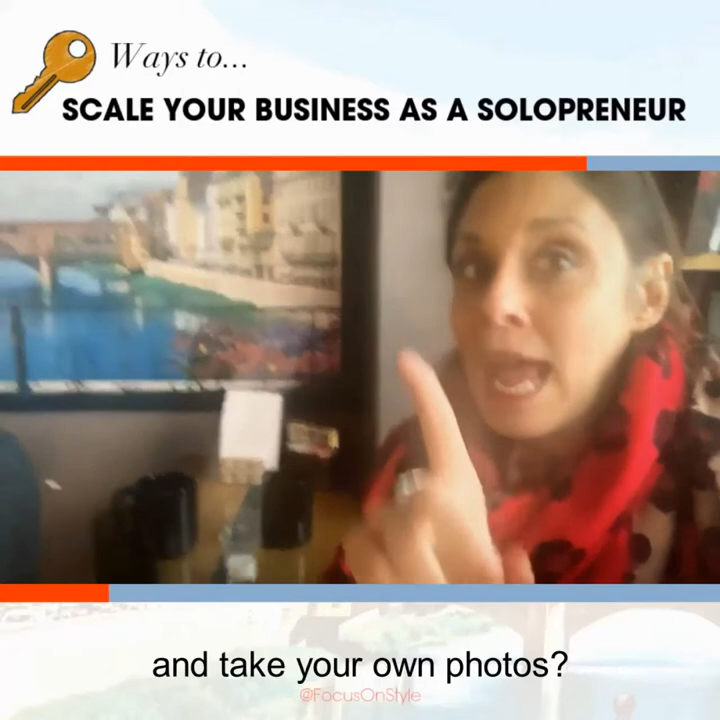 Ways to...
SCALE YOUR BUSINESS AS A SOLOPRENEUR
and take your own photos?
@FocusOnStyle